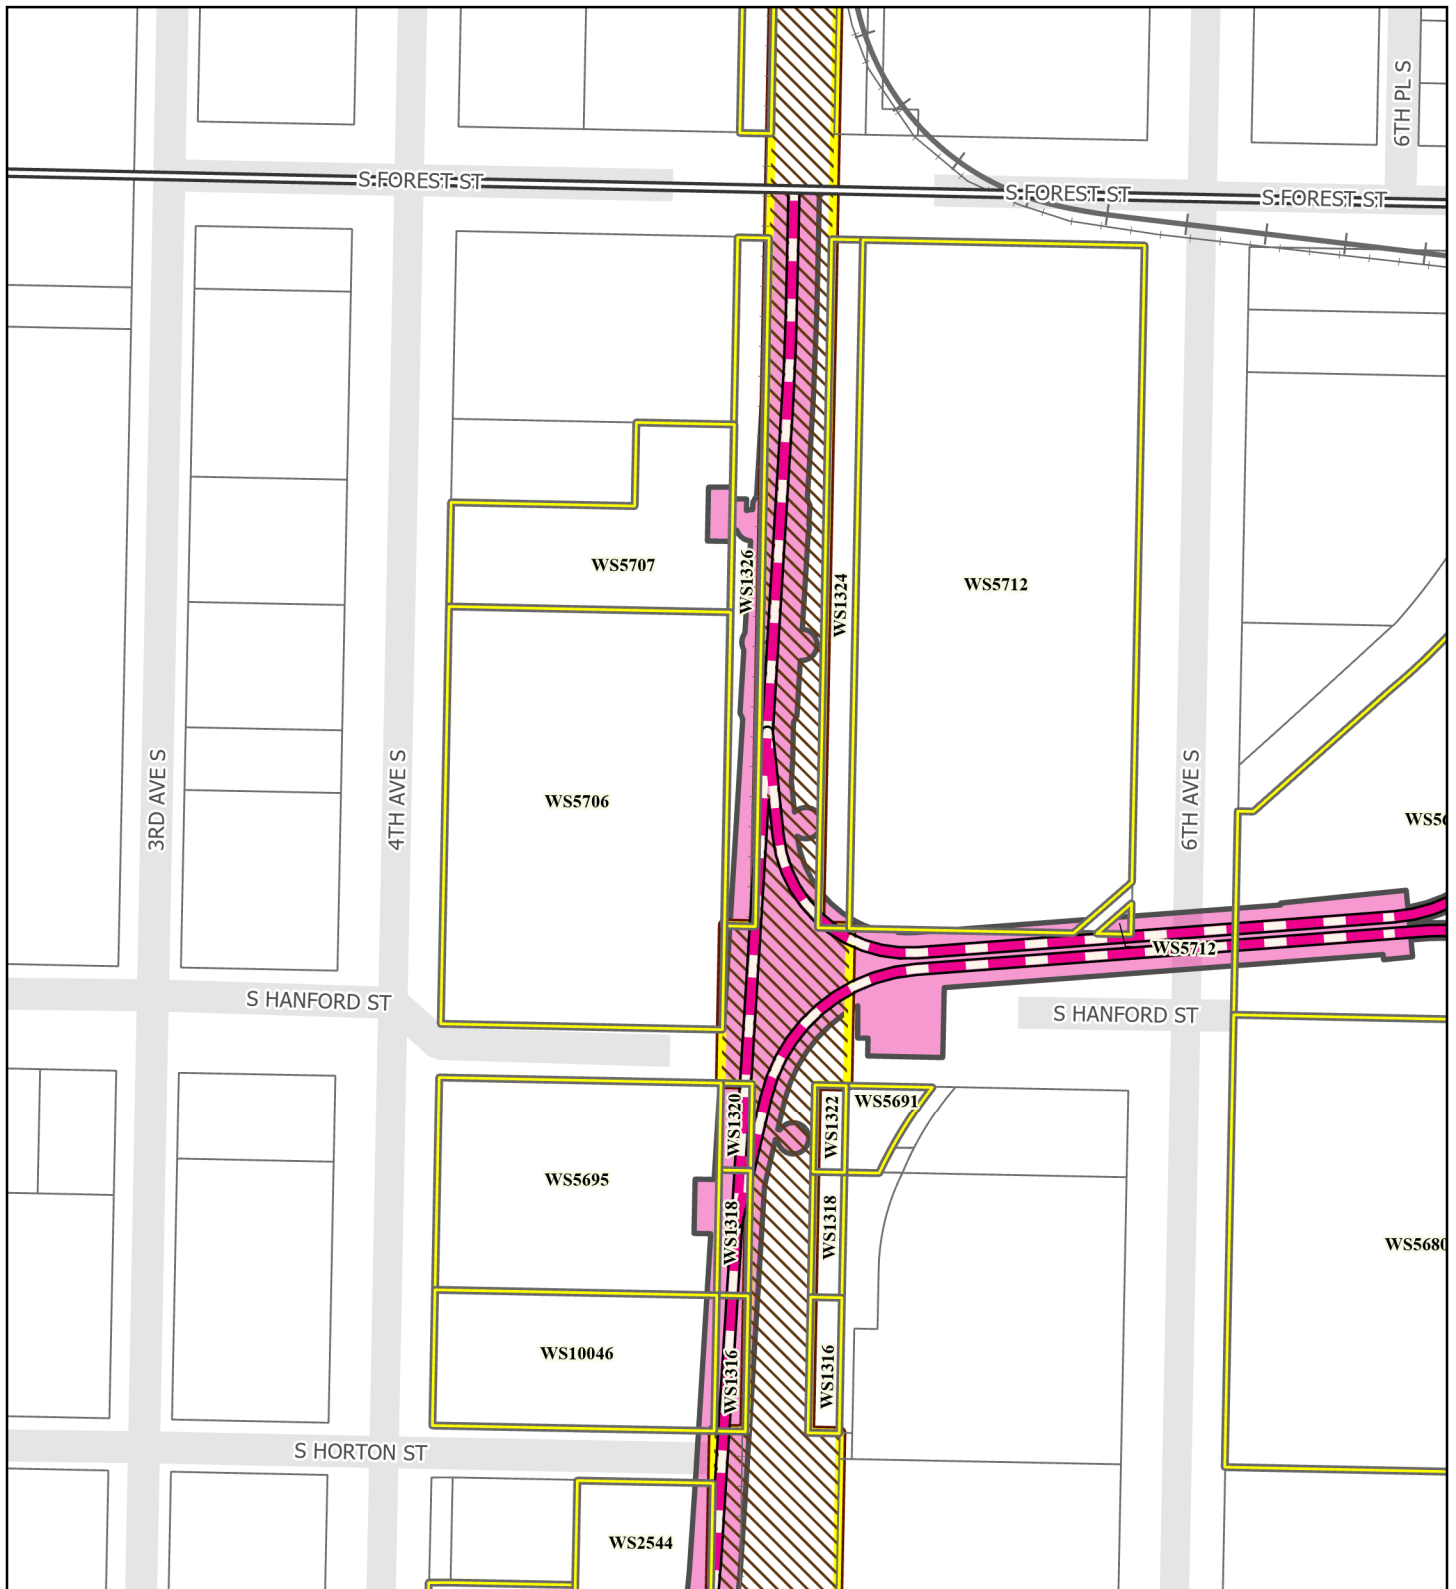 6TH PL S
S FOREST ST
S FOREST ST
S FOREST ST
WS5707
WS1326
WS1324
WS5712
WS5706
3RD AVE S
4TH AVE S
6TH AVE S
WS56
WS5712
S HANFORD ST
S HANFORD ST
WS5691
WS1320
WS1322
WS5695
WS1318
WS1318
WS5680
WS10046
WS1316
WS1316
S HORTON ST
WS2544